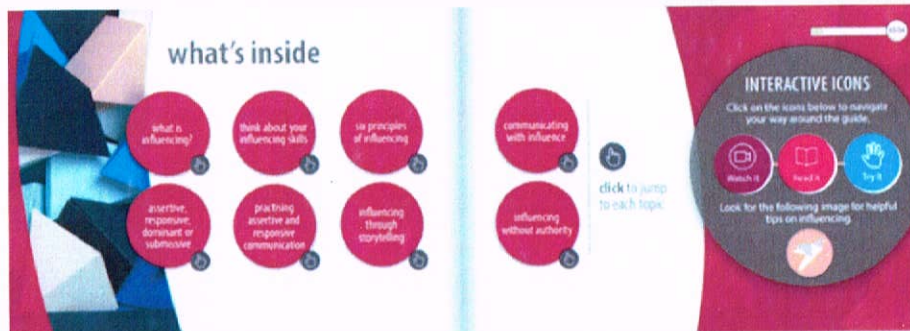 what's inside
what is
influencing?
think about your
influencing skills
six principles
of influencing
assertive,
responsive,
dominant or
submissive
practising
assertive and
responsive
communication
influencing
through
storytelling
communicating
with influence
influencing
without authority
click to jump
to each topic
INTERACTIVE ICONS
Click on the icons below to navigate
your way around the guide.
Watch it
Read it
Try it
Look for the following image for helpful
tips on influencing.